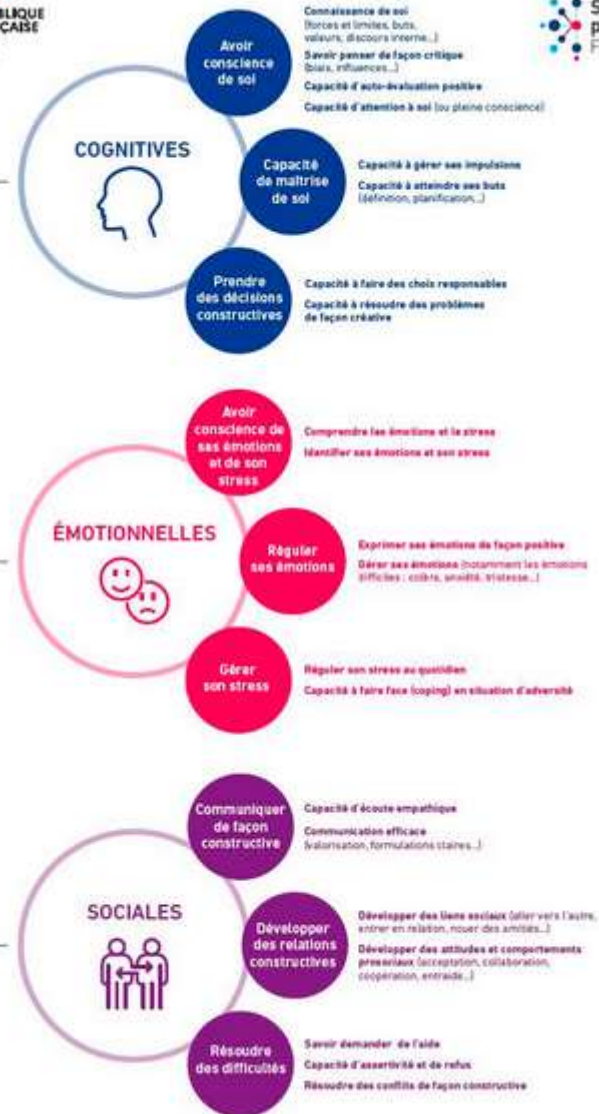 BLIQUE
ÇAISE
S
P
F
COGNITIVES
Avoir
conscience
de soi
Connaissance de soi
(forces et limites, buts,
valeurs, discours interne...)
Savoir penser de façon critique
(biais, influences...)
Capacité d'auto-évaluation positive
Capacité d'attention à soi (ou pleine conscience)
Capacité
de maîtrise
de soi
Capacité à gérer ses impulsions
Capacité à atteindre ses buts
(définition, planification...)
Prendre
des décisions
constructives
Capacité à faire des choix responsables
Capacité à résoudre des problèmes
de façon créative
ÉMOTIONNELLES
Avoir
conscience de
ses émotions
et de son
stress
Comprendre les émotions et le stress
Identifier ses émotions et son stress
Réguler
ses émotions
Exprimer ses émotions de façon positive
Gérer ses émotions (notamment les émotions
difficiles : colère, anxiété, tristesse...)
Gérer
son stress
Réguler son stress au quotidien
Capacité à faire face (coping) en situation d'adversité
SOCIALES
Communiquer
de façon
constructive
Capacité d'écoute empathique
Communication efficace
(valorisation, formulations claires...)
Développer
des relations
constructives
Développer des liens sociaux (aller vers l'autre,
entrer en relation, nouer des amitiés...)
Développer des attitudes et comportements
prosociaux (acceptation, collaboration,
coopération, entraide...)
Résoudre
des difficultés
Savoir demander de l'aide
Capacité d'assertivité et de refus
Résoudre des conflits de façon constructive